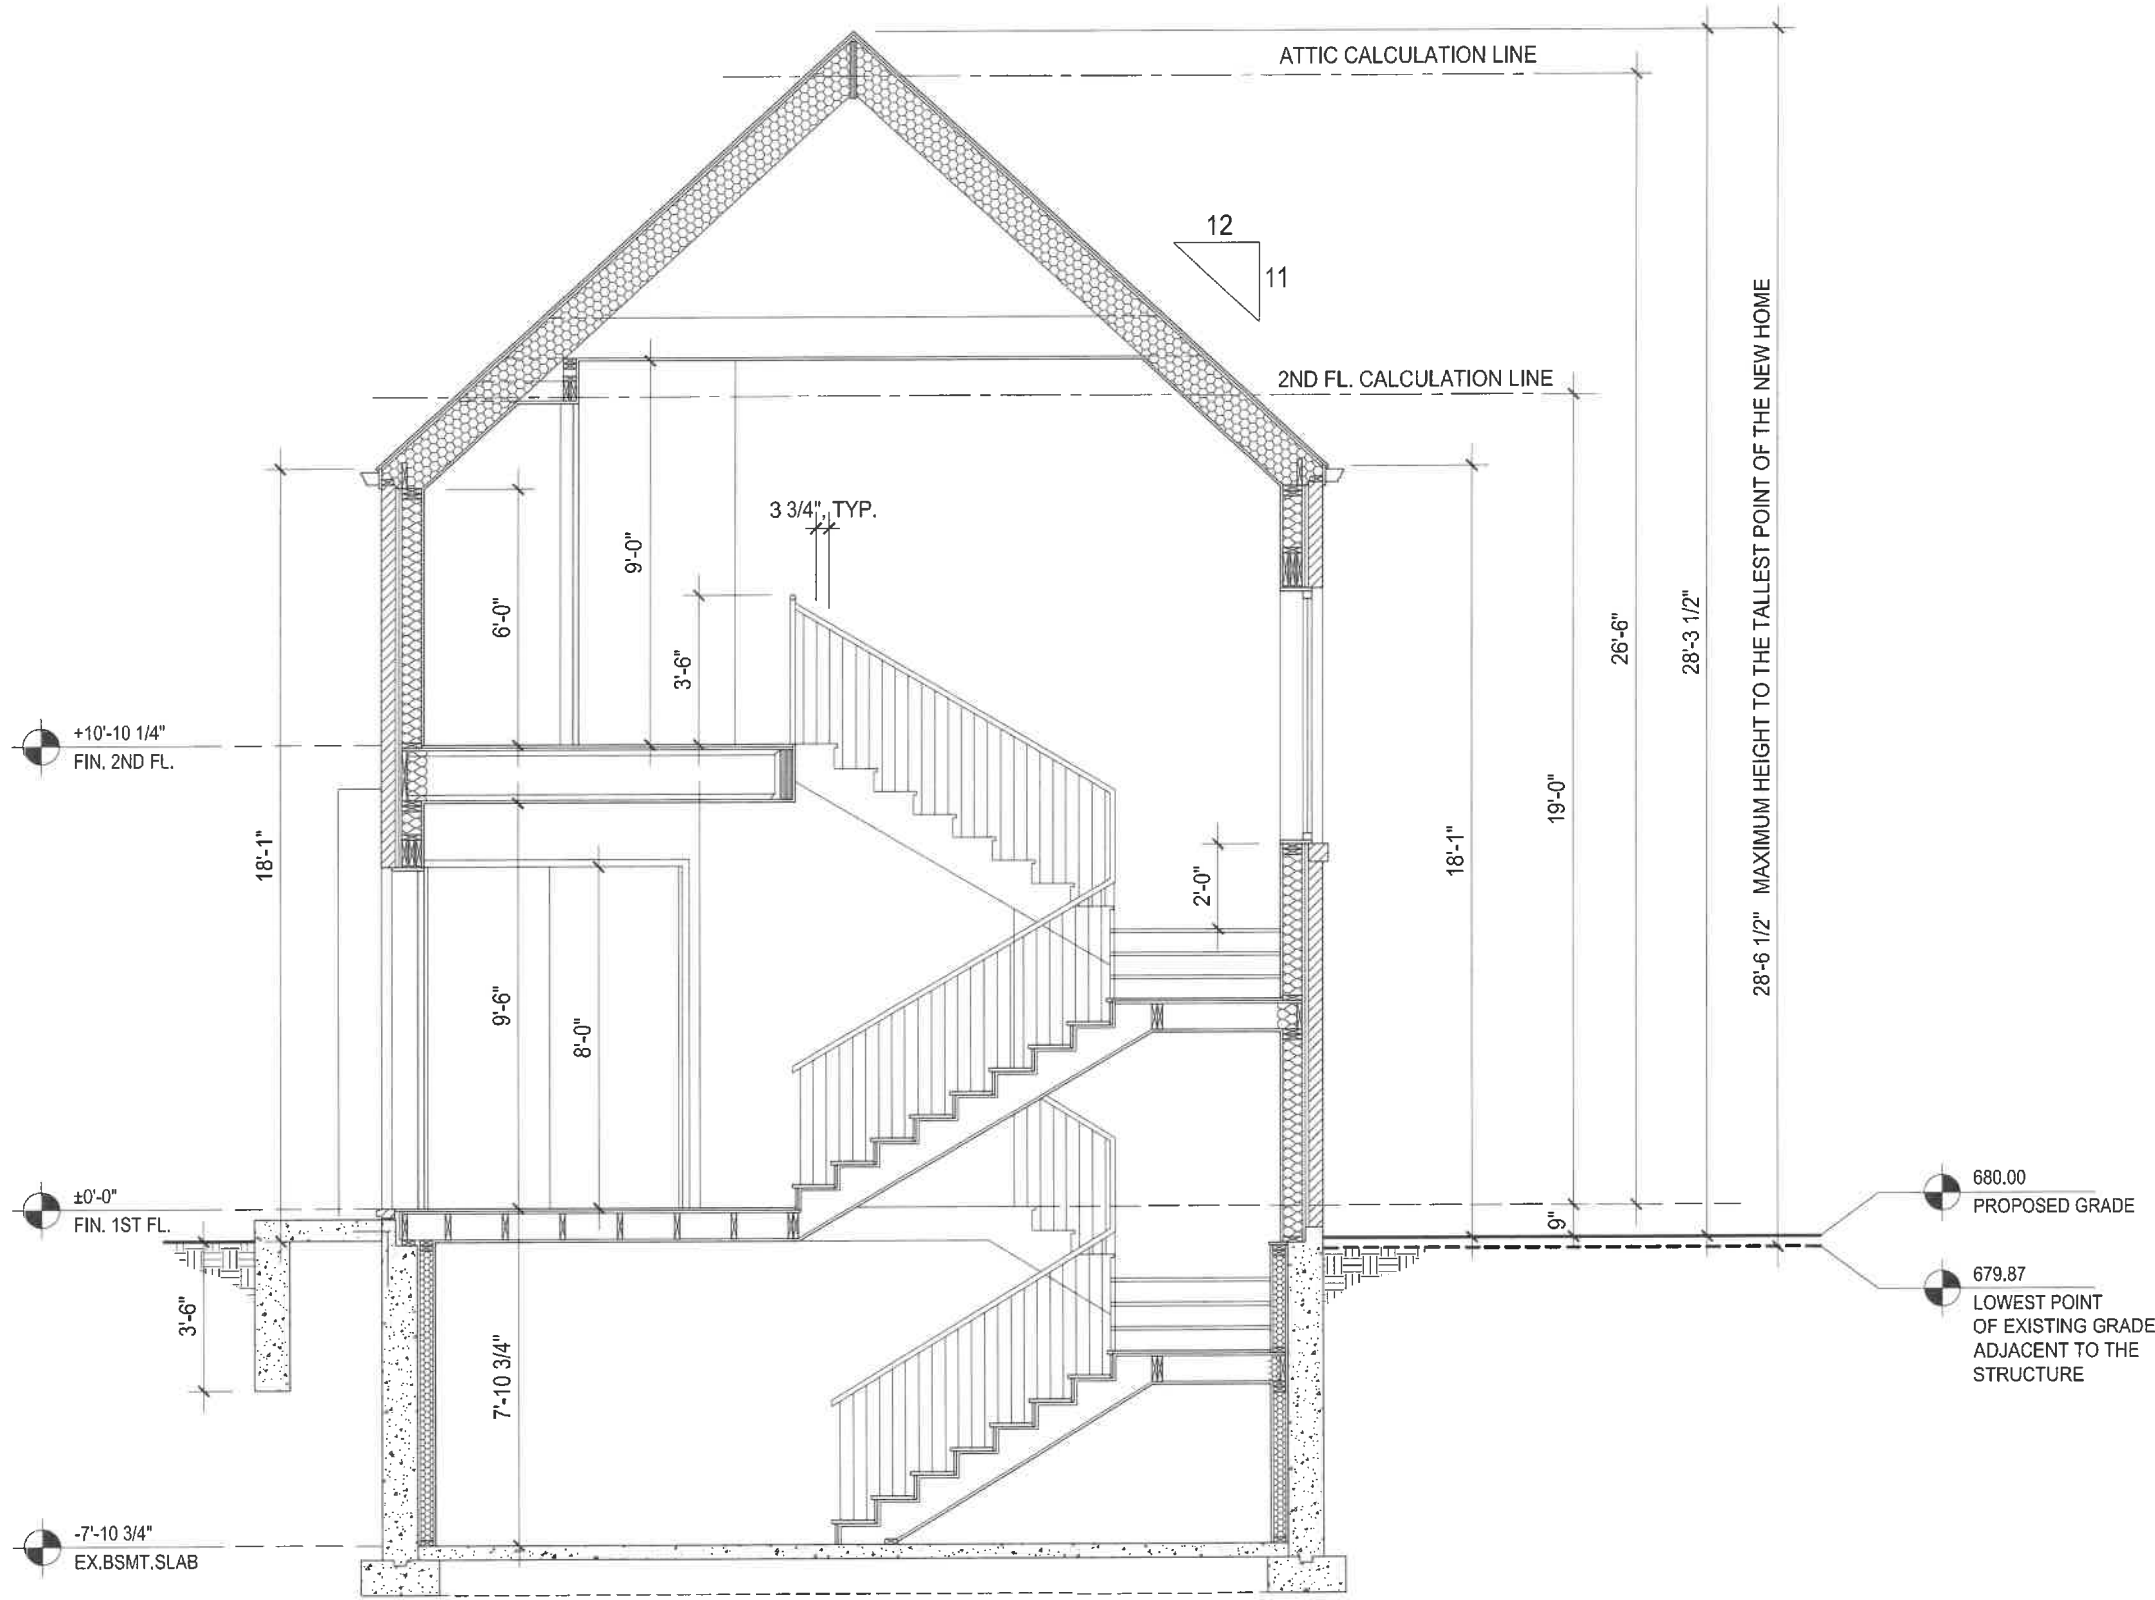 ATTIC CALCULATION LINE
12
11
2ND FL. CALCULATION LINE
3 3/4", TYP.
9'-0"
6'-0"
3'-6"
26'-6"
28'-3 1/2"
28'-6 1/2" MAXIMUM HEIGHT TO THE TALLEST POINT OF THE NEW HOME
+10'-10 1/4"
FIN. 2ND FL.
18'-1"
19'-0"
18'-1"
2'-0"
9'-6"
8'-0"
±0'-0"
FIN. 1ST FL.
9"
680.00
PROPOSED GRADE
679.87
LOWEST POINT
OF EXISTING GRADE
ADJACENT TO THE
STRUCTURE
3'-6"
7'-10 3/4"
-7'-10 3/4"
EX.BSMT.SLAB